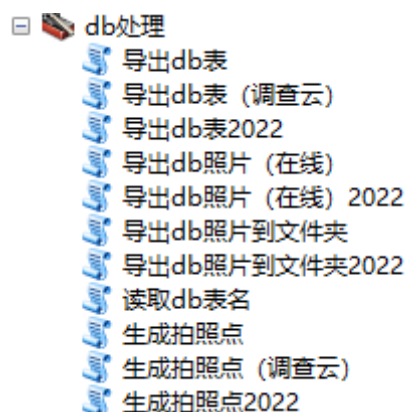 db处理
导出db表
导出db表（调查云）
导出db表2022
导出db照片（在线）
导出db照片（在线）2022
导出db照片到文件夹
导出db照片到文件夹2022
读取db表名
生成拍照点
生成拍照点（调查云）
生成拍照点2022